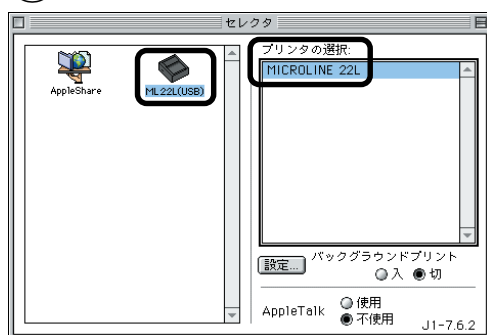 セレクタ
AppleShare
ML22L(USB)
プリンタの選択:
MICROLINE 22L
設定...
バックグラウンドプリント
入 切
AppleTalk
使用
不使用
J1-7.6.2